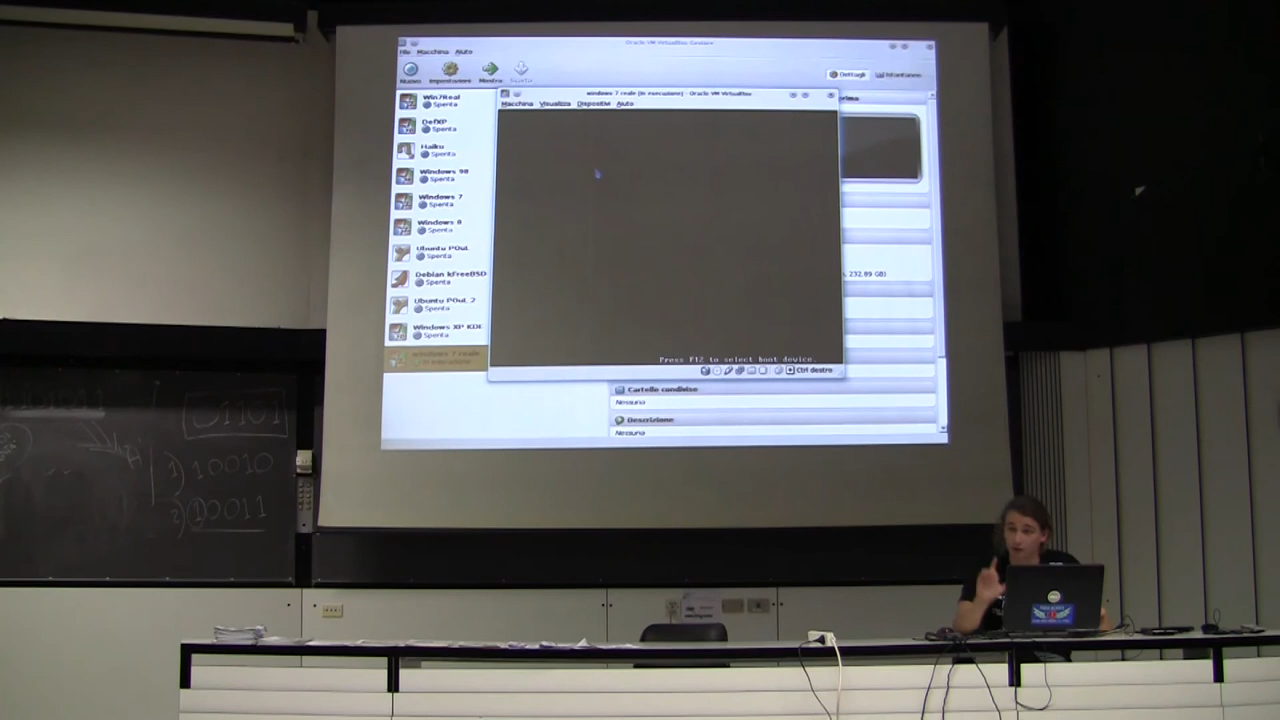 Oracle VM VirtualBox Gestore
File Macchina Aiuto
Nuovo Impostazioni Mostra
Dettagli Istantanee
Win7Real
Spenta
DefXP
Spenta
Haiku
Spenta
Windows 98
Spenta
Windows 7
Spenta
Windows 8
Spenta
Ubuntu POuL
Spenta
Debian kFreeBSD
Spenta
Ubuntu POuL 2
Spenta
Windows XP KDE
Spenta
windows 7 reale
In esecuzione
windows 7 reale [In esecuzione] - Oracle VM VirtualBox
Macchina Visualizza Dispositivi Aiuto
Press F12 to select boot device.
Ctrl destro
232,89 GB)
Cartelle condivise
Nessuna
Descrizione
Nessuna
01101
1) 10010
2) 10011